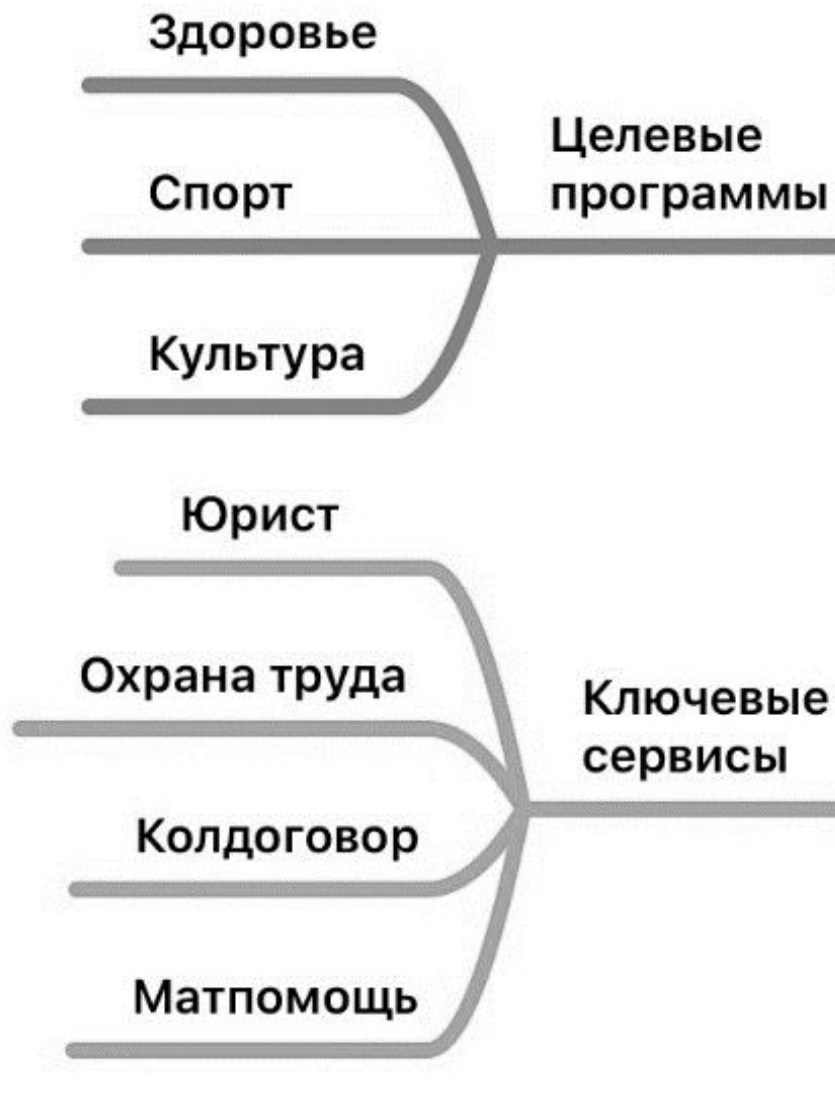 Здоровье
Спорт
Культура
Целевые
программы
Юрист
Охрана труда
Колдоговор
Матпомощь
Ключевые
сервисы